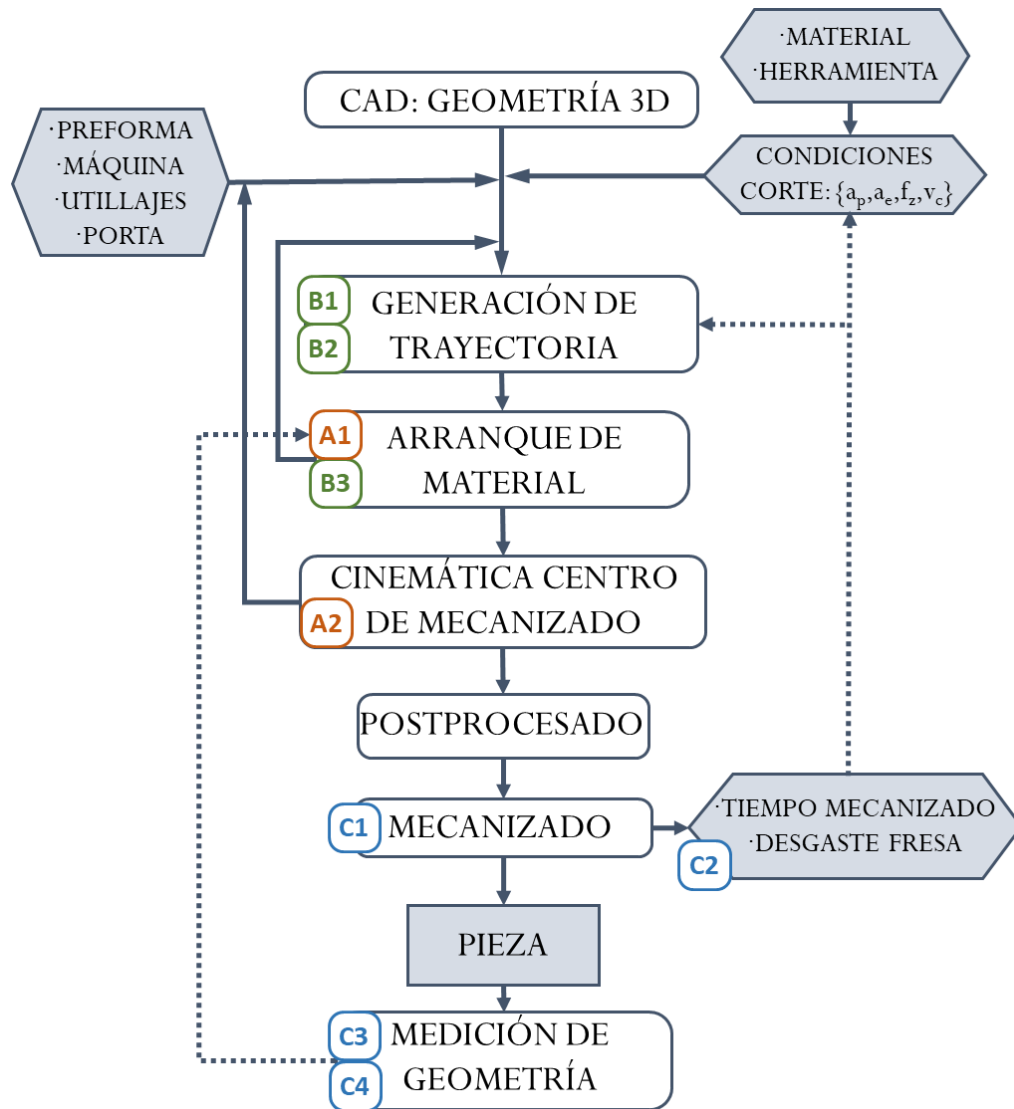 ·MATERIAL
·HERRAMIENTA
CAD: GEOMETRÍA 3D
·PREFORMA
·MÁQUINA
·UTILLAJES
·PORTA
CONDICIONES
CORTE: {ap,ae,fz,vc}
B1
B2
GENERACIÓN DE
TRAYECTORIA
A1
B3
ARRANQUE DE
MATERIAL
CINEMÁTICA CENTRO
DE MECANIZADO
A2
POSTPROCESADO
C1
MECANIZADO
·TIEMPO MECANIZADO
·DESGASTE FRESA
C2
PIEZA
C3
C4
MEDICIÓN DE
GEOMETRÍA